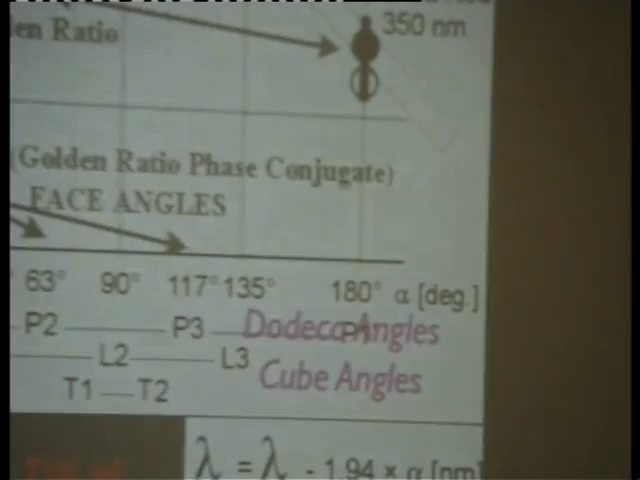 en Ratio
350 nm
(Golden Ratio Phase Conjugate)
FACE ANGLES
63° 90° 117° 135° 180° α [deg.]
P2 P3 Dodeca Angles
L2 L3
Cube Angles
T1 T2
λ = λ - 1.94 × α [nm]